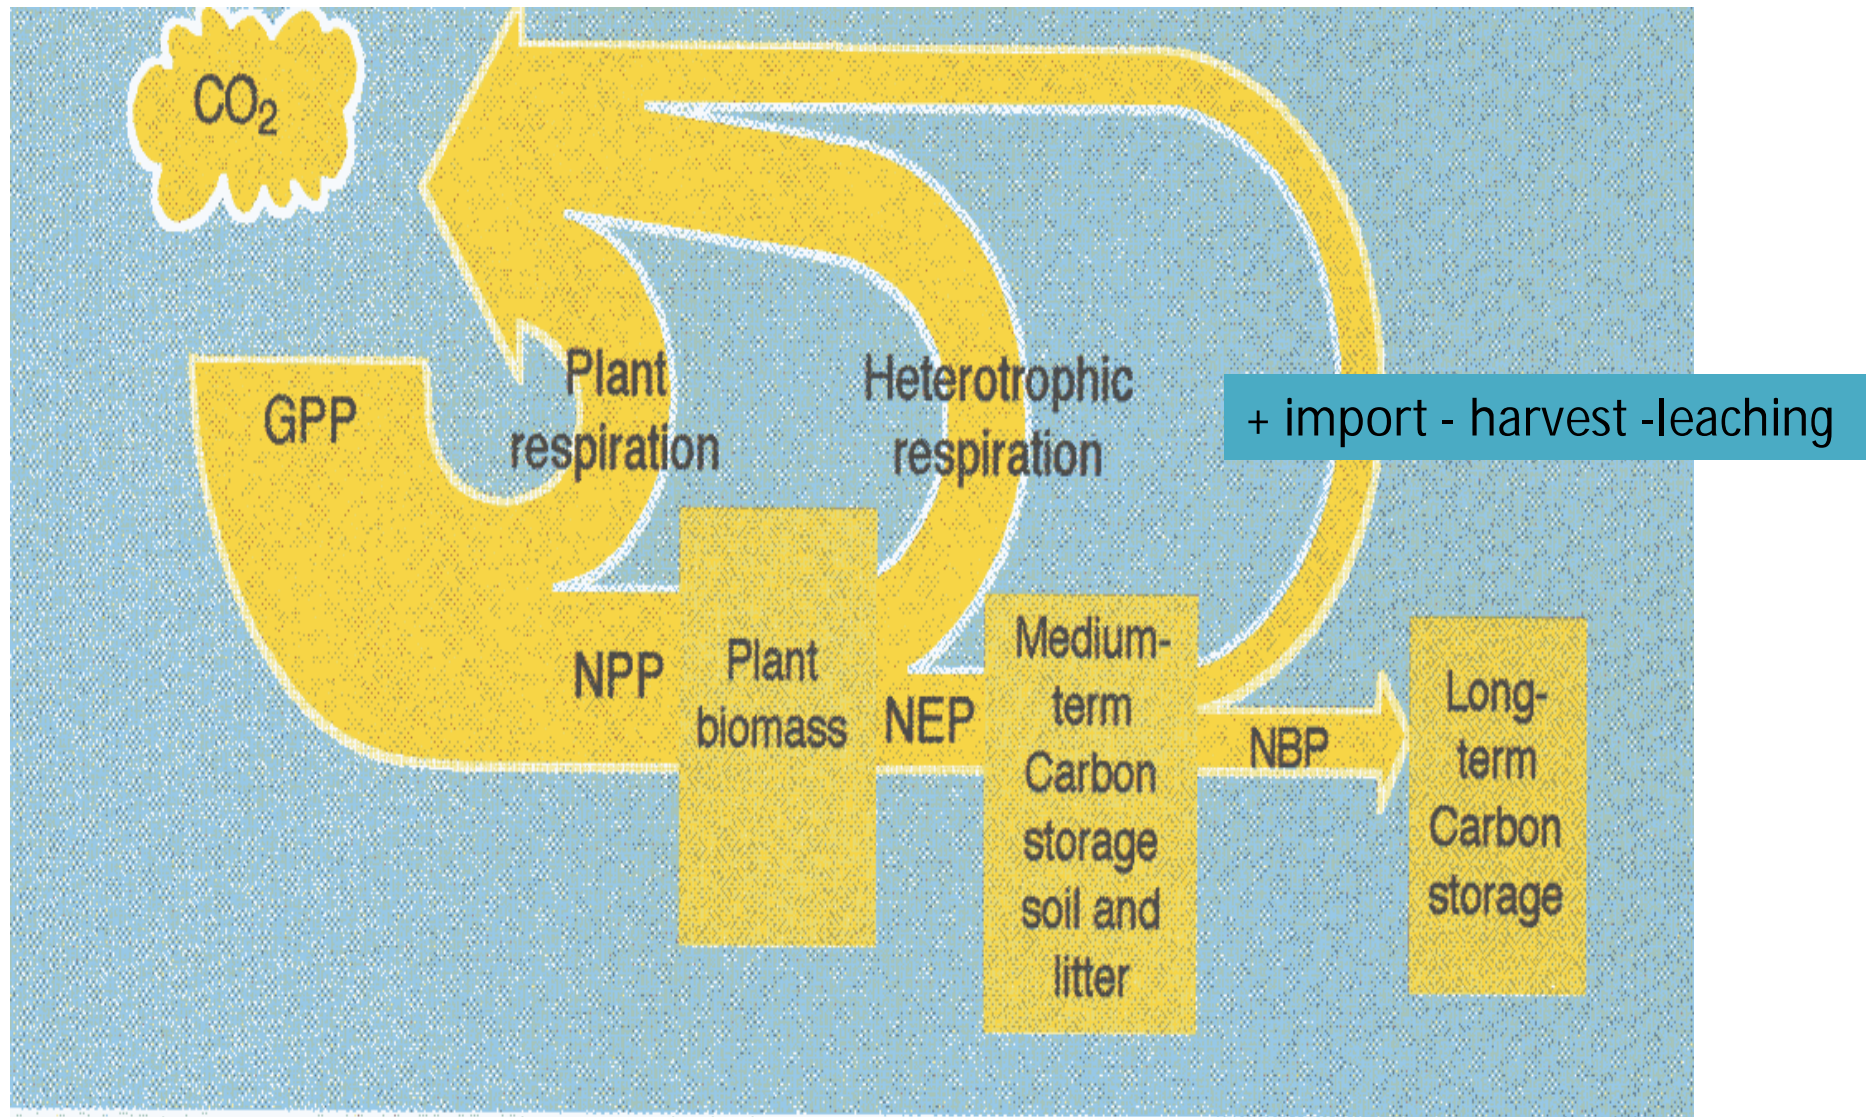 CO₂
GPP
Plant
respiration
Heterotrophic
respiration
+ import - harvest -leaching
NPP
Plant
biomass
NEP
Medium-
term
Carbon
storage
soil and
litter
NBP
Long-
term
Carbon
storage